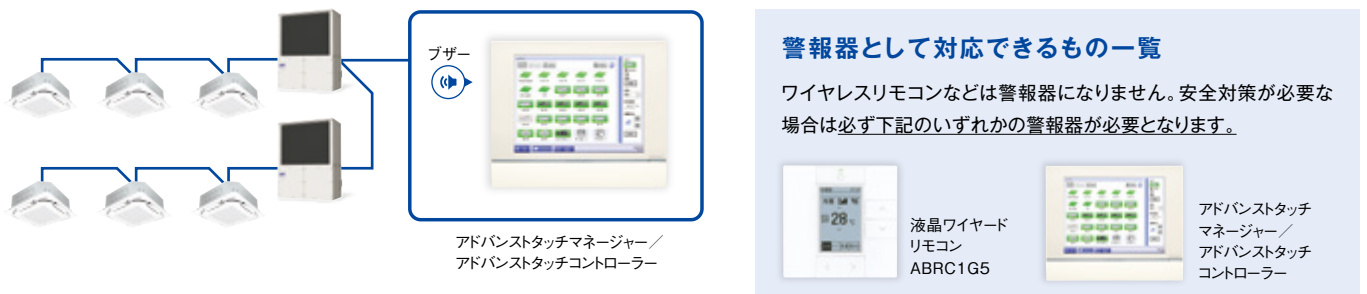 ブザー
アドバンストタッチマネージャー／
アドバンストタッチコントローラー
警報器として対応できるもの一覧
ワイヤレスリモコンなどは警報器になりません。安全対策が必要な
場合は必ず下記のいずれかの警報器が必要となります。
28
液晶ワイヤード
リモコン
ABRC1G5
アドバンストタッチ
マネージャー／
アドバンストタッチ
コントローラー